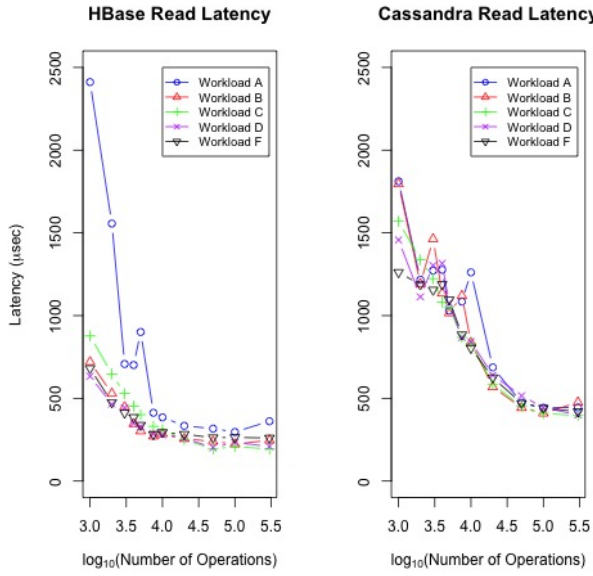 HBase Read Latency
Latency (μsec)
0
500
1000
1500
2000
2500
Workload A
Workload B
Workload C
Workload D
Workload F
3.0 3.5 4.0 4.5 5.0 5.5
log10(Number of Operations)
Cassandra Read Latency
0
500
1000
1500
2000
2500
Workload A
Workload B
Workload C
Workload D
Workload F
3.0 3.5 4.0 4.5 5.0 5.5
log10(Number of Operations)